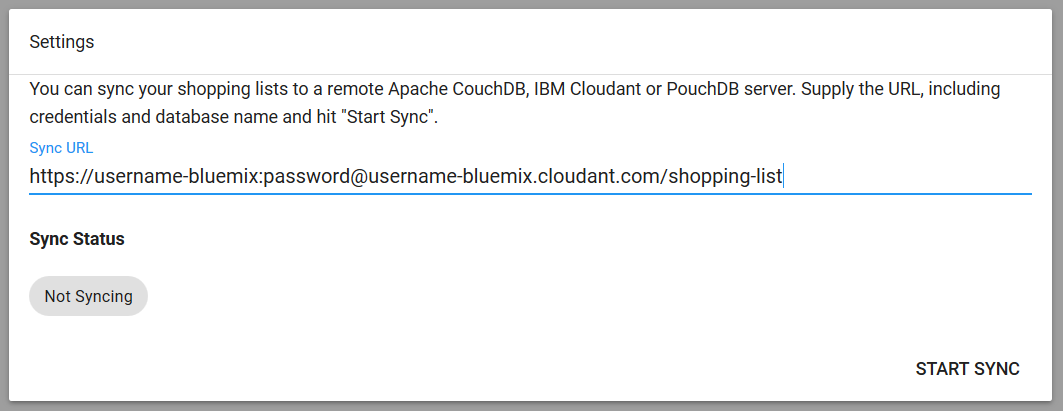 Settings
You can sync your shopping lists to a remote Apache CouchDB, IBM Cloudant or PouchDB server. Supply the URL, including
credentials and database name and hit "Start Sync".
Sync URL
https://username-bluemix:password@username-bluemix.cloudant.com/shopping-list
Sync Status
Not Syncing
START SYNC